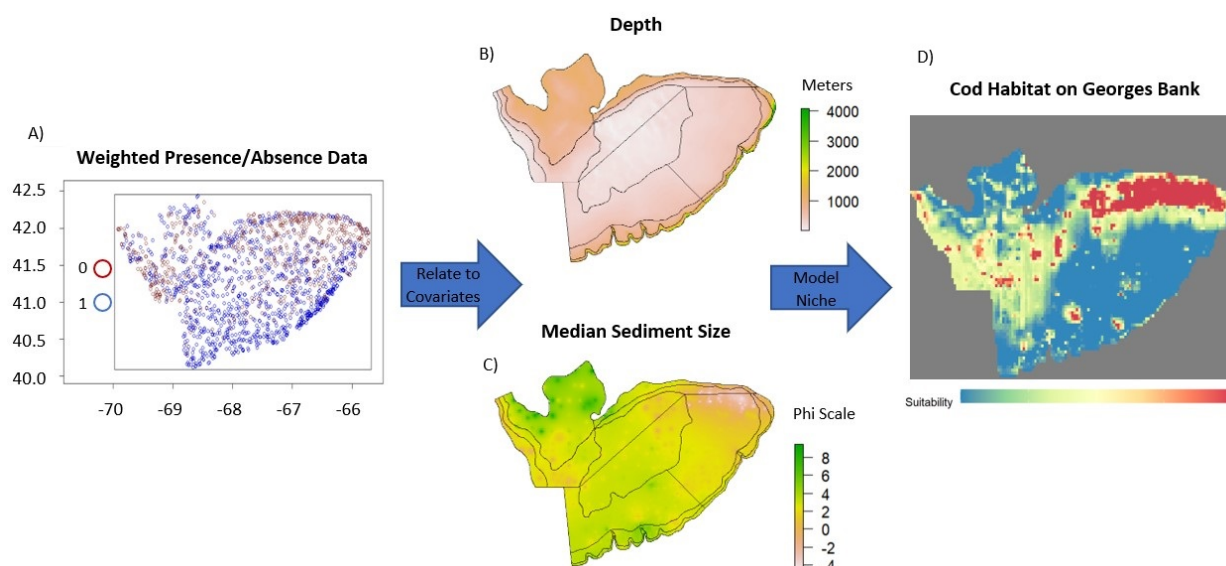 A)
Weighted Presence/Absence Data
42.5
42.0
41.5
41.0
40.5
40.0
0
1
-70 -69 -68 -67 -66
Relate to
Covariates
Depth
B)
Meters
4000
3000
2000
1000
Median Sediment Size
C)
Phi Scale
8
6
4
2
0
-2
-4
Model
Niche
D)
Cod Habitat on Georges Bank
Suitability